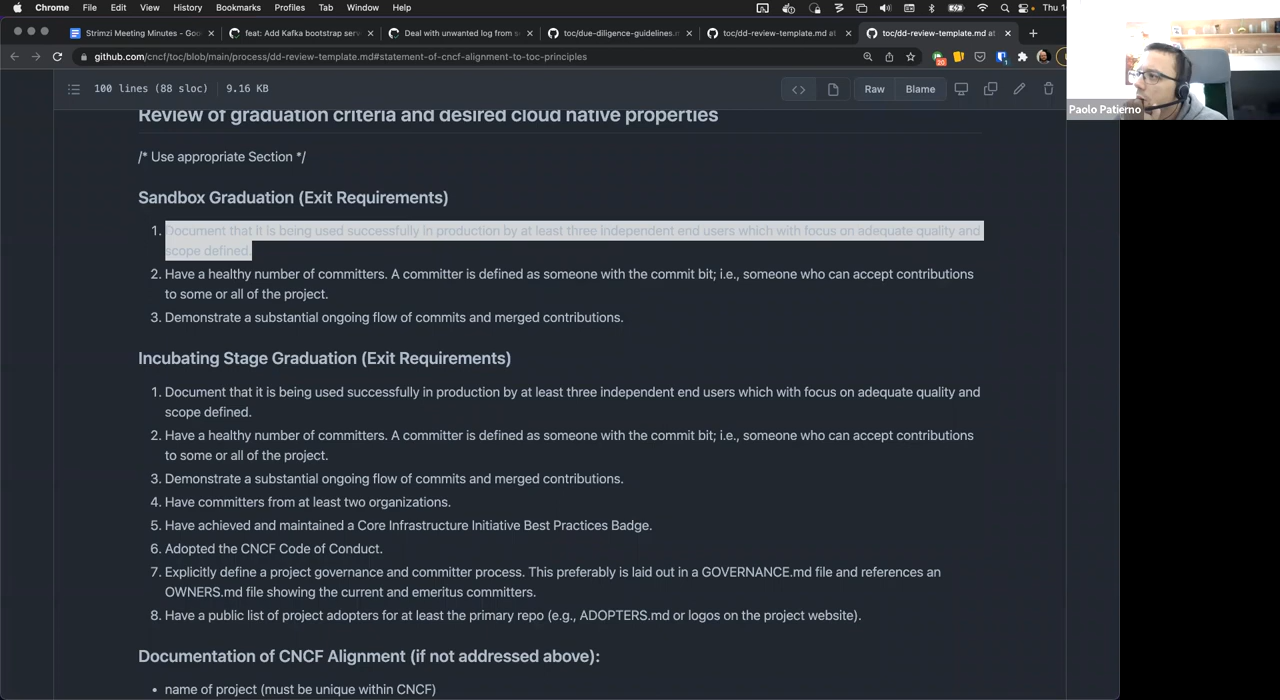 Chrome File Edit View History Bookmarks Profiles Tab Window Help
Thu 1
Strimzi Meeting Minutes - Goo
feat: Add Kafka bootstrap serv
Deal with unwanted log from s
toc/due-diligence-guidelines.m
toc/dd-review-template.md at
toc/dd-review-template.md at
github.com/cncf/toc/blob/main/process/dd-review-template.md#statement-of-cncf-alignment-to-toc-principles
Paolo Patierno
100 lines (88 sloc) 9.16 KB
Raw Blame
Review of graduation criteria and desired cloud native properties
/* Use appropriate Section */
Sandbox Graduation (Exit Requirements)
1. Document that it is being used successfully in production by at least three independent end users which with focus on adequate quality and
scope defined.
2. Have a healthy number of committers. A committer is defined as someone with the commit bit; i.e., someone who can accept contributions
to some or all of the project.
3. Demonstrate a substantial ongoing flow of commits and merged contributions.
Incubating Stage Graduation (Exit Requirements)
1. Document that it is being used successfully in production by at least three independent end users which with focus on adequate quality and
scope defined.
2. Have a healthy number of committers. A committer is defined as someone with the commit bit; i.e., someone who can accept contributions
to some or all of the project.
3. Demonstrate a substantial ongoing flow of commits and merged contributions.
4. Have committers from at least two organizations.
5. Have achieved and maintained a Core Infrastructure Initiative Best Practices Badge.
6. Adopted the CNCF Code of Conduct.
7. Explicitly define a project governance and committer process. This preferably is laid out in a GOVERNANCE.md file and references an
OWNERS.md file showing the current and emeritus committers.
8. Have a public list of project adopters for at least the primary repo (e.g., ADOPTERS.md or logos on the project website).
Documentation of CNCF Alignment (if not addressed above):
• name of project (must be unique within CNCF)